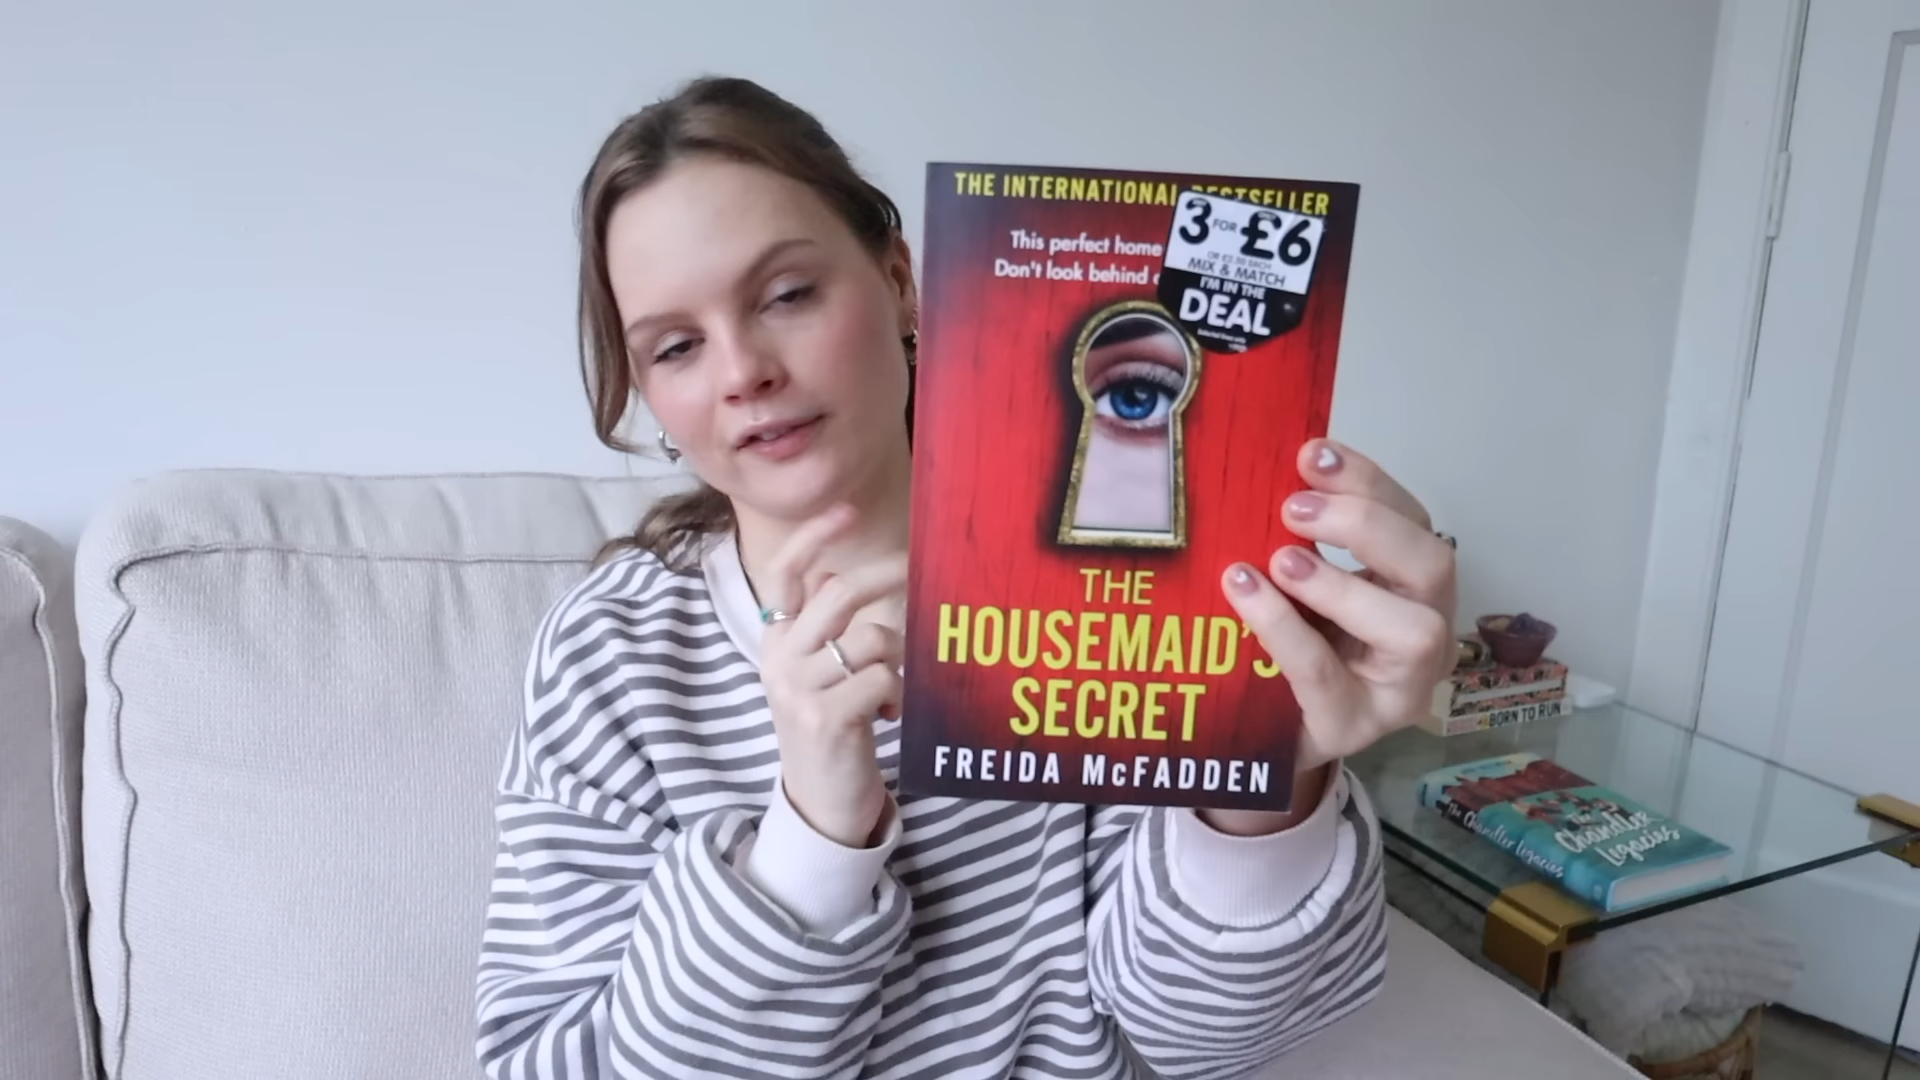 THE INTERNATIONAL BESTSELLER
This perfect home
Don't look behind
3 FOR £6
MIX & MATCH
I'M IN THE
DEAL
THE
HOUSEMAID'S
SECRET
FREIDA McFADDEN
BORN TO RUN
The Chandler Legacies
The
Chandler
Legacies